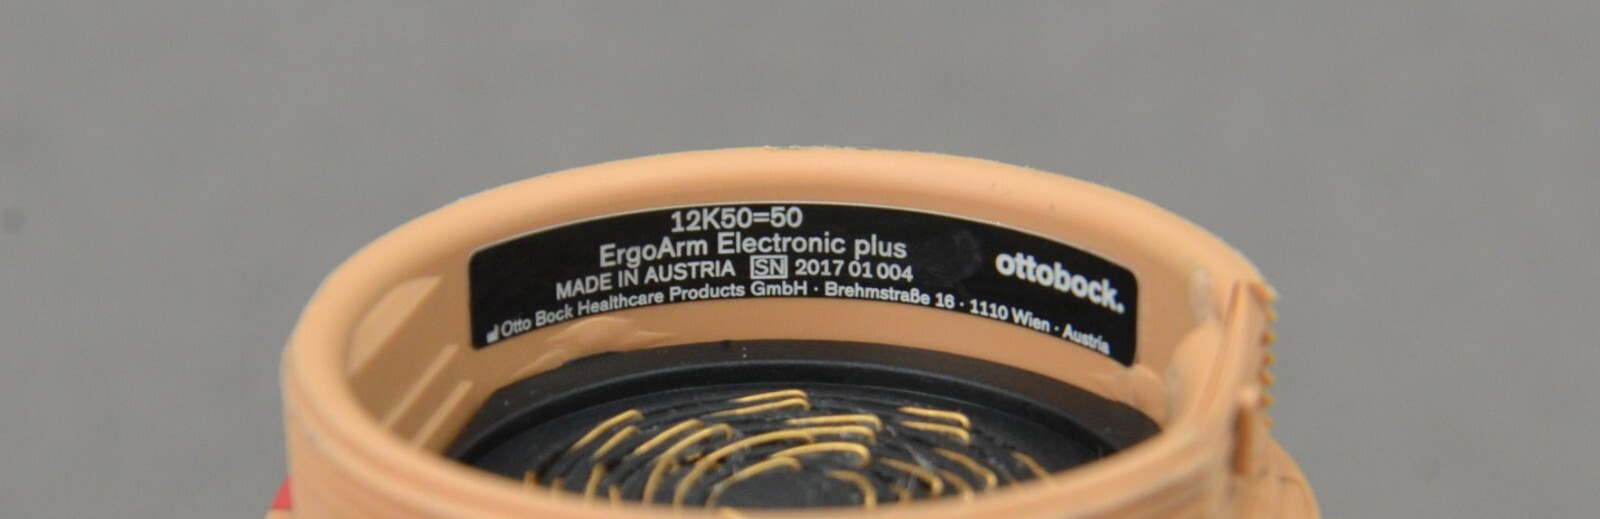 12K50=50
ErgoArm Electronic plus
MADE IN AUSTRIA SN 2017 01 004
Otto Bock Healthcare Products GmbH · Brehmstraße 16 · 1110 Wien · Austria
ottobock.